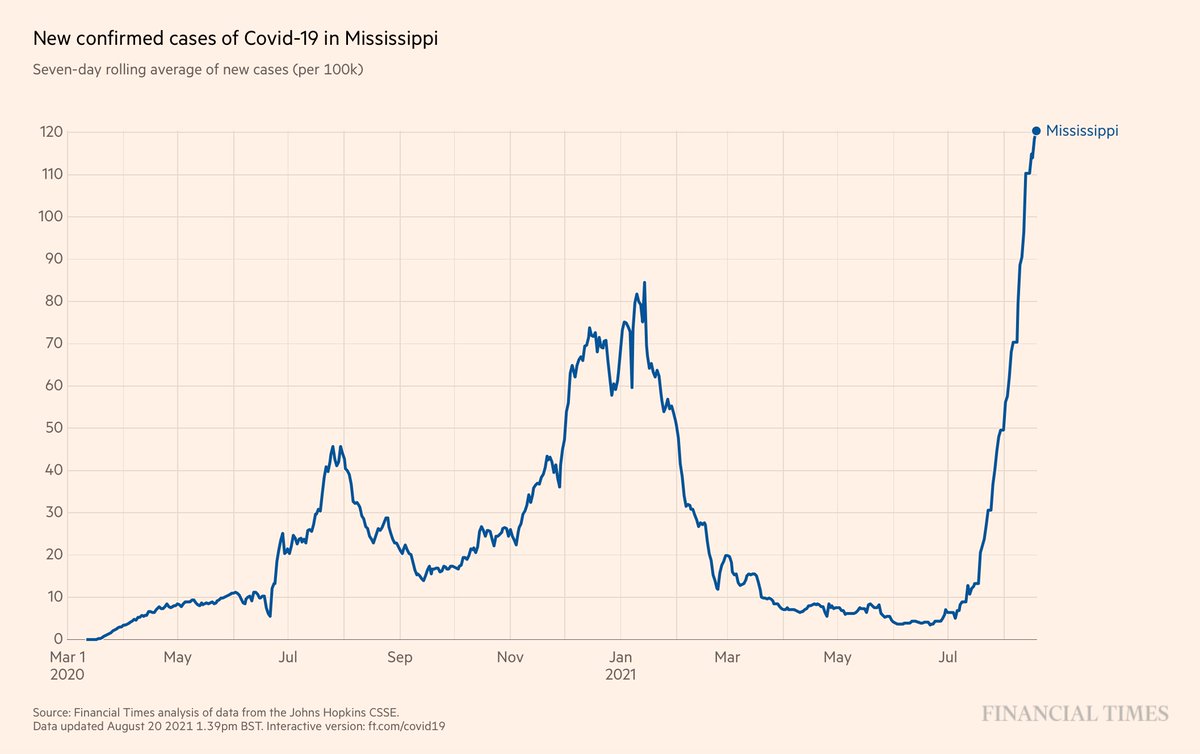 New confirmed cases of Covid-19 in Mississippi
Seven-day rolling average of new cases (per 100k)
120
Mississippi
110
100
90
80
70
60
50
40
30
20
10
0
Mar 1 May Jul Sep Nov Jan Mar May Jul
2020 2021
Source: Financial Times analysis of data from the Johns Hopkins CSSE.
Data updated August 20 2021 1.39pm BST. Interactive version: ft.com/covid19
FINANCIAL TIMES